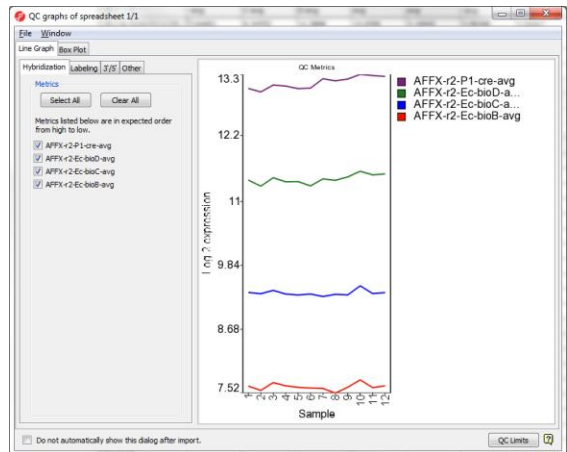 QC graphs of spreadsheet 1/1
File Window
Line Graph Box Plot
Hybridization Labeling 3'/5' Other
Metrics
Select All Clear All
Metrics listed below are in expected order
from high to low.
AFFX-r2-P1-cre-avg
AFFX-r2-Ec-bioD-avg
AFFX-r2-Ec-bioC-avg
AFFX-r2-Ec-bioB-avg
QC Metrics
13.3
12.2
11
9.84
8.68
7.52
Log 2 expression
1 2 3 4 5 6 7 8 9 10 11 12
Sample
AFFX-r2-P1-cre-avg
AFFX-r2-Ec-bioD-a...
AFFX-r2-Ec-bioC-a...
AFFX-r2-Ec-bioB-avg
Do not automatically show this dialog after import.
QC Limits